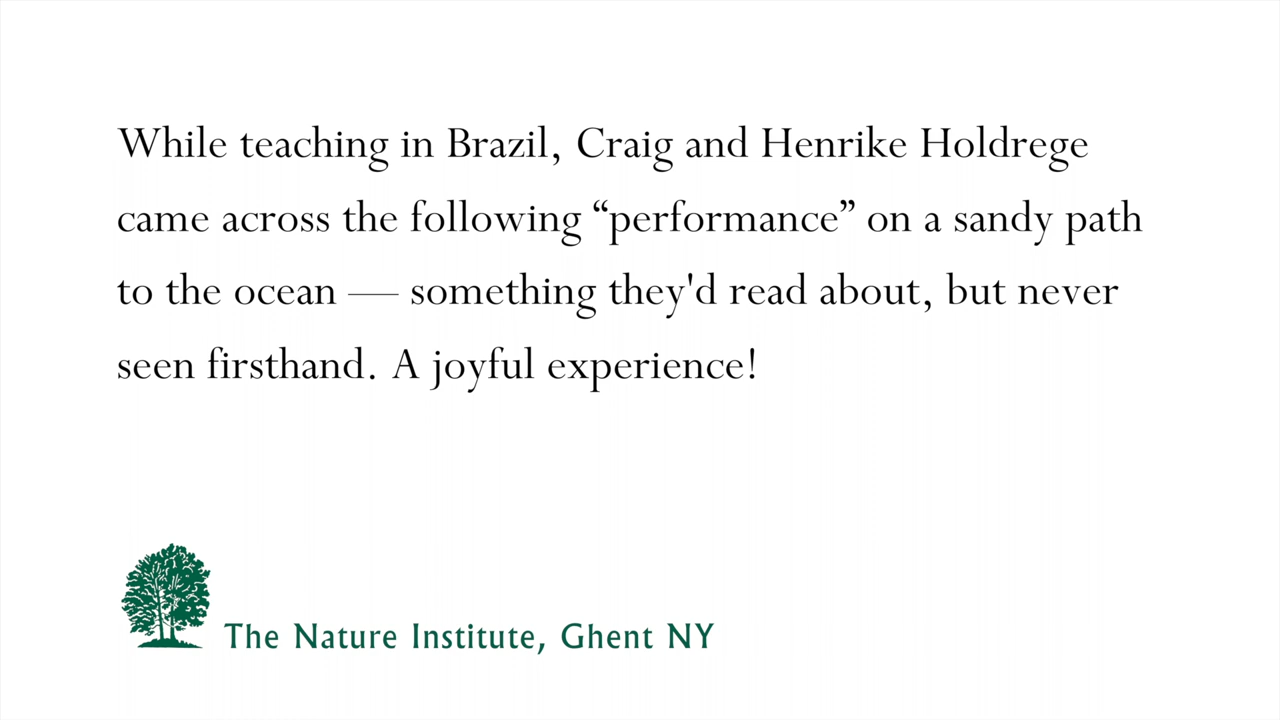 While teaching in Brazil, Craig and Henrike Holdrege
came across the following “performance” on a sandy path
to the ocean — something they'd read about, but never
seen firsthand. A joyful experience!
The Nature Institute, Ghent NY